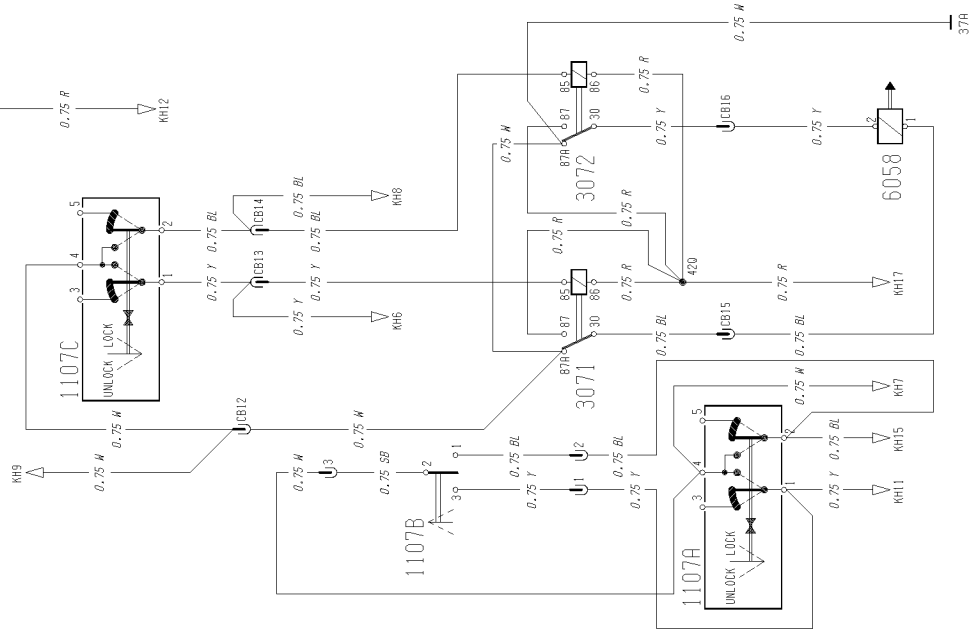 0.75 R
KH12
0.75 W
37A
1107C
UNLOCK LOCK
3
4
5
1
2
0.75 Y
0.75 BL
CB13
CB14
0.75 BL
KH8
0.75 Y
0.75 BL
0.75 Y
KH6
85
86
0.75 R
87
87A
30
0.75 W
3072
0.75 Y
CB16
0.75 Y
2
1
6058
0.75 R
0.75 R
420
0.75 R
KH17
85
86
0.75 R
87
87A
30
3071
0.75 BL
CB15
0.75 BL
KH9
0.75 W
0.75 W
CB12
0.75 W
0.75 W
3
0.75 SB
2
1
3
1107B
0.75 BL
2
0.75 BL
0.75 Y
1
0.75 Y
1107A
UNLOCK LOCK
3
4
5
1
2
0.75 W
KH7
0.75 BL
KH15
0.75 Y
KH11